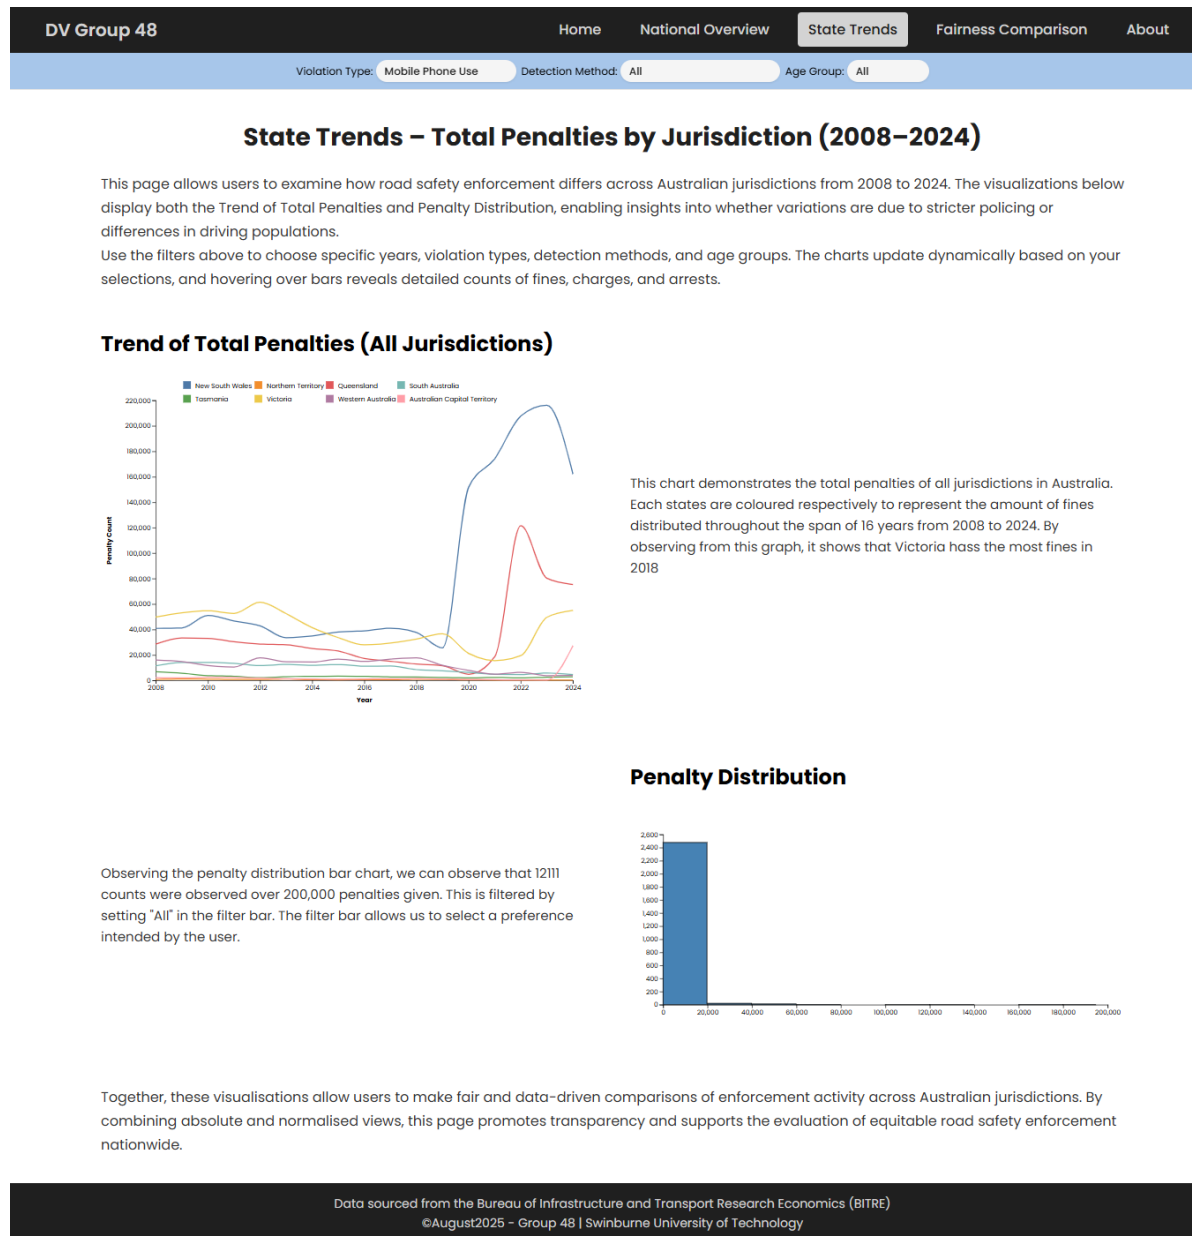 DV Group 48
Home
National Overview
State Trends
Fairness Comparison
About
Violation Type: Mobile Phone Use
Detection Method: All
Age Group: All
State Trends – Total Penalties by Jurisdiction (2008–2024)
This page allows users to examine how road safety enforcement differs across Australian jurisdictions from 2008 to 2024. The visualizations below
display both the Trend of Total Penalties and Penalty Distribution, enabling insights into whether variations are due to stricter policing or
differences in driving populations.
Use the filters above to choose specific years, violation types, detection methods, and age groups. The charts update dynamically based on your
selections, and hovering over bars reveals detailed counts of fines, charges, and arrests.
Trend of Total Penalties (All Jurisdictions)
New South Wales
Northern Territory
Queensland
South Australia
Tasmania
Victoria
Western Australia
Australian Capital Territory
220,000
200,000
180,000
160,000
140,000
120,000
100,000
80,000
60,000
40,000
20,000
0
Penalty Count
2008
2010
2012
2014
2016
2018
2020
2022
2024
Year
This chart demonstrates the total penalties of all jurisdictions in Australia.
Each states are coloured respectively to represent the amount of fines
distributed throughout the span of 16 years from 2008 to 2024. By
observing from this graph, it shows that Victoria hass the most fines in
2018
Penalty Distribution
Observing the penalty distribution bar chart, we can observe that 12111
counts were observed over 200,000 penalties given. This is filtered by
setting "All" in the filter bar. The filter bar allows us to select a preference
intended by the user.
2,600
2,400
2,200
2,000
1,800
1,600
1,400
1,200
1,000
800
600
400
200
0
0
20,000
40,000
60,000
80,000
100,000
120,000
140,000
160,000
180,000
200,000
Together, these visualisations allow users to make fair and data-driven comparisons of enforcement activity across Australian jurisdictions. By
combining absolute and normalised views, this page promotes transparency and supports the evaluation of equitable road safety enforcement
nationwide.
Data sourced from the Bureau of Infrastructure and Transport Research Economics (BITRE)
©August2025 - Group 48 | Swinburne University of Technology